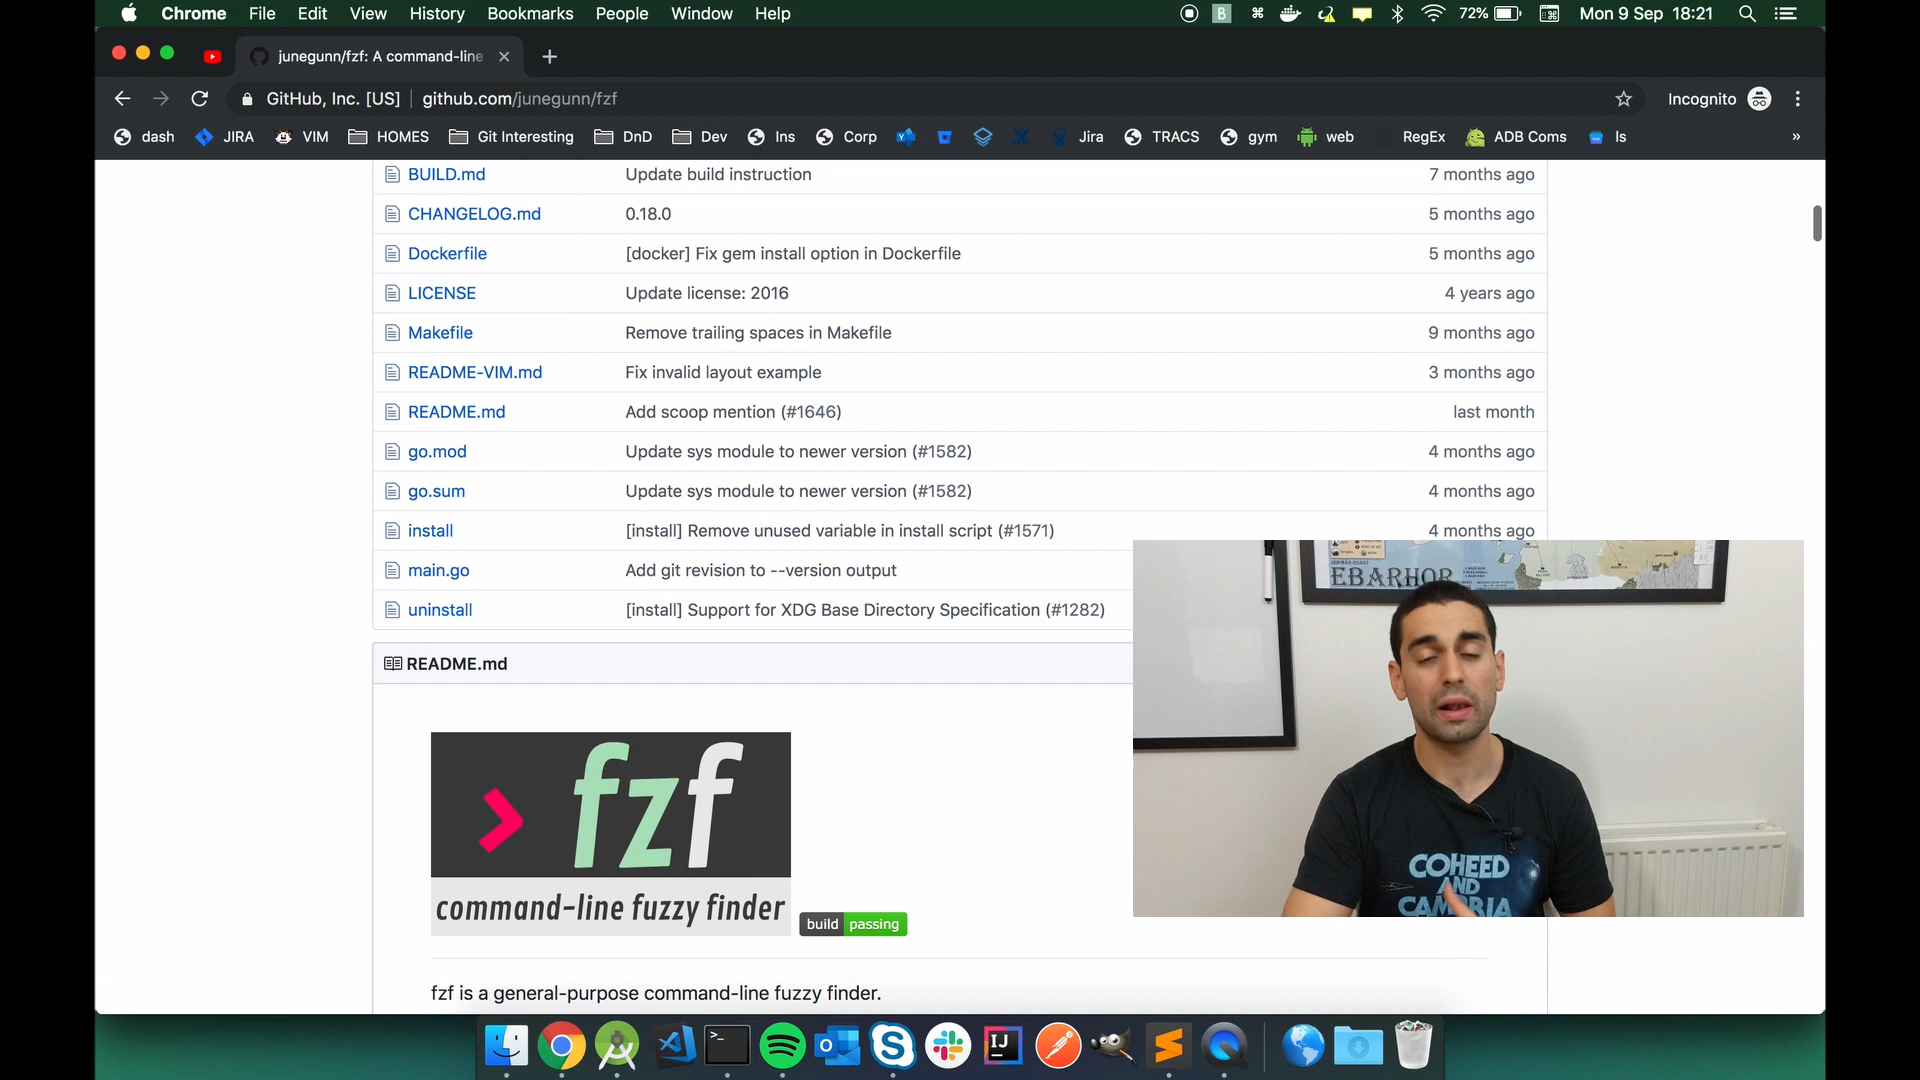 Chrome File Edit View History Bookmarks People Window Help 72% Mon 9 Sep 18:21
junegunn/fzf: A command-line
GitHub, Inc. [US] github.com/junegunn/fzf Incognito
dash JIRA VIM HOMES Git Interesting DnD Dev Ins Corp Jira TRACS gym web RegEx ADB Coms ls »
BUILD.md Update build instruction 7 months ago
CHANGELOG.md 0.18.0 5 months ago
Dockerfile [docker] Fix gem install option in Dockerfile 5 months ago
LICENSE Update license: 2016 4 years ago
Makefile Remove trailing spaces in Makefile 9 months ago
README-VIM.md Fix invalid layout example 3 months ago
README.md Add scoop mention (#1646) last month
go.mod Update sys module to newer version (#1582) 4 months ago
go.sum Update sys module to newer version (#1582) 4 months ago
install [install] Remove unused variable in install script (#1571) 4 months ago
main.go Add git revision to --version output
uninstall [install] Support for XDG Base Directory Specification (#1282)
EBARHOR
README.md
> fzf
command-line fuzzy finder
build passing
COHEED
AND
CAMBRIA
fzf is a general-purpose command-line fuzzy finder.